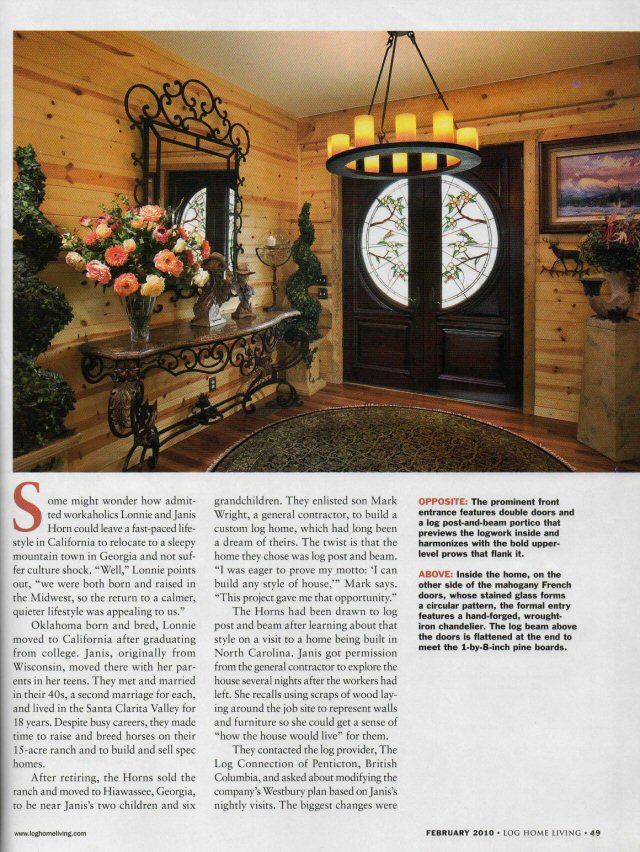 Some might wonder how admit-
ted workaholics Lonnie and Janis
Horn could leave a fast-paced life-
style in California to relocate to a sleepy
mountain town in Georgia and not suf-
fer culture shock. “Well,” Lonnie points
out, “we were both born and raised in
the Midwest, so the return to a calmer,
quieter lifestyle was appealing to us.”
Oklahoma born and bred, Lonnie
moved to California after graduating
from college. Janis, originally from
Wisconsin, moved there with her par-
ents in her teens. They met and married
in their 40s, a second marriage for each,
and lived in the Santa Clarita Valley for
18 years. Despite busy careers, they made
time to raise and breed horses on their
15-acre ranch and to build and sell spec
homes.
After retiring, the Horns sold the
ranch and moved to Hiawassee, Georgia,
to be near Janis’s two children and six
grandchildren. They enlisted son Mark
Wright, a general contractor, to build a
custom log home, which had long been
a dream of theirs. The twist is that the
home they chose was log post and beam.
“I was eager to prove my motto: ‘I can
build any style of house,’” Mark says.
“This project gave me that opportunity.”
The Horns had been drawn to log
post and beam after learning about that
style on a visit to a home being built in
North Carolina. Janis got permission
from the general contractor to explore the
house several nights after the workers had
left. She recalls using scraps of wood lay-
ing around the job site to represent walls
and furniture so she could get a sense of
“how the house would live” for them.
They contacted the log provider, The
Log Connection of Penticton, British
Columbia, and asked about modifying the
company’s Westbury plan based on Janis’s
nightly visits. The biggest changes were
OPPOSITE: The prominent front
entrance features double doors and
a log post-and-beam portico that
previews the logwork inside and
harmonizes with the bold upper-
level prows that flank it.
ABOVE: Inside the home, on the
other side of the mahogany French
doors, whose stained glass forms
a circular pattern, the formal entry
features a hand-forged, wrought-
iron chandelier. The log beam above
the doors is flattened at the end to
meet the 1-by-8-inch pine boards.
www.loghomeliving.com
FEBRUARY 2010 • LOG HOME LIVING • 49